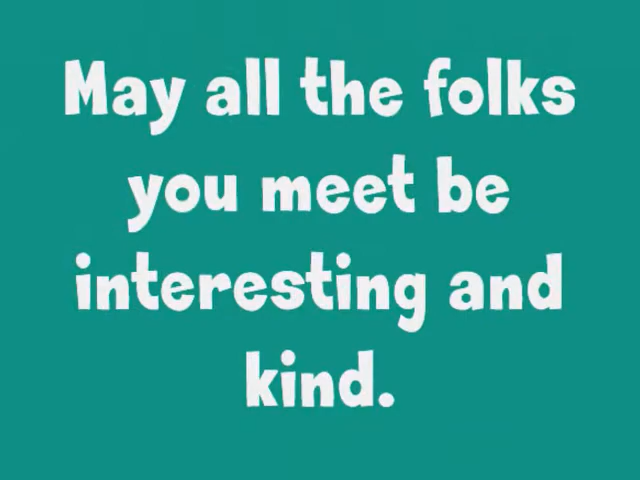 May all the folks
you meet be
interesting and
kind.